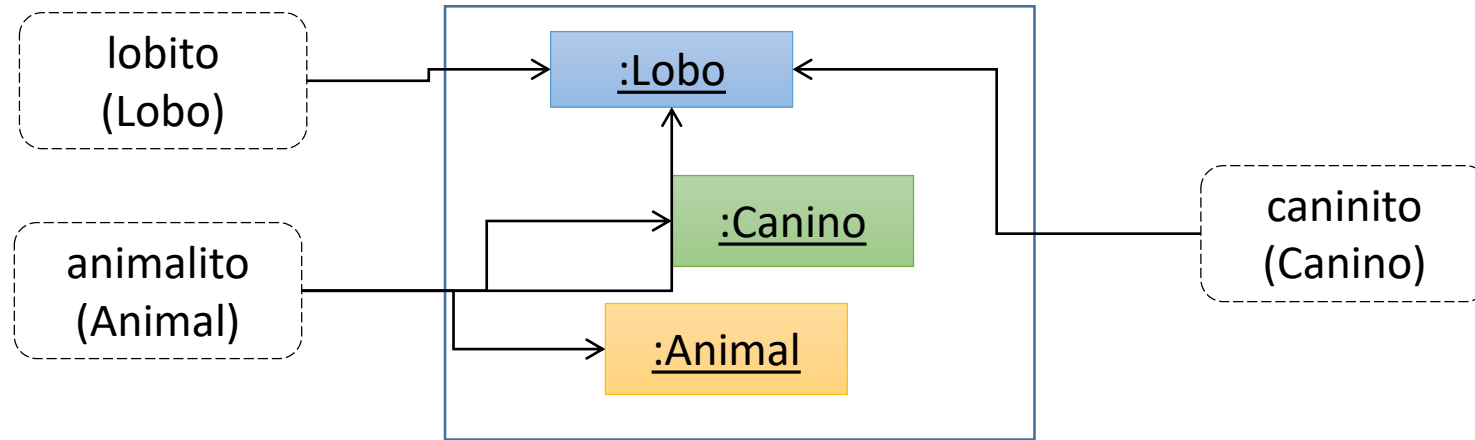 lobito
(Lobo)
:Lobo
:Canino
caninito
(Canino)
animalito
(Animal)
:Animal